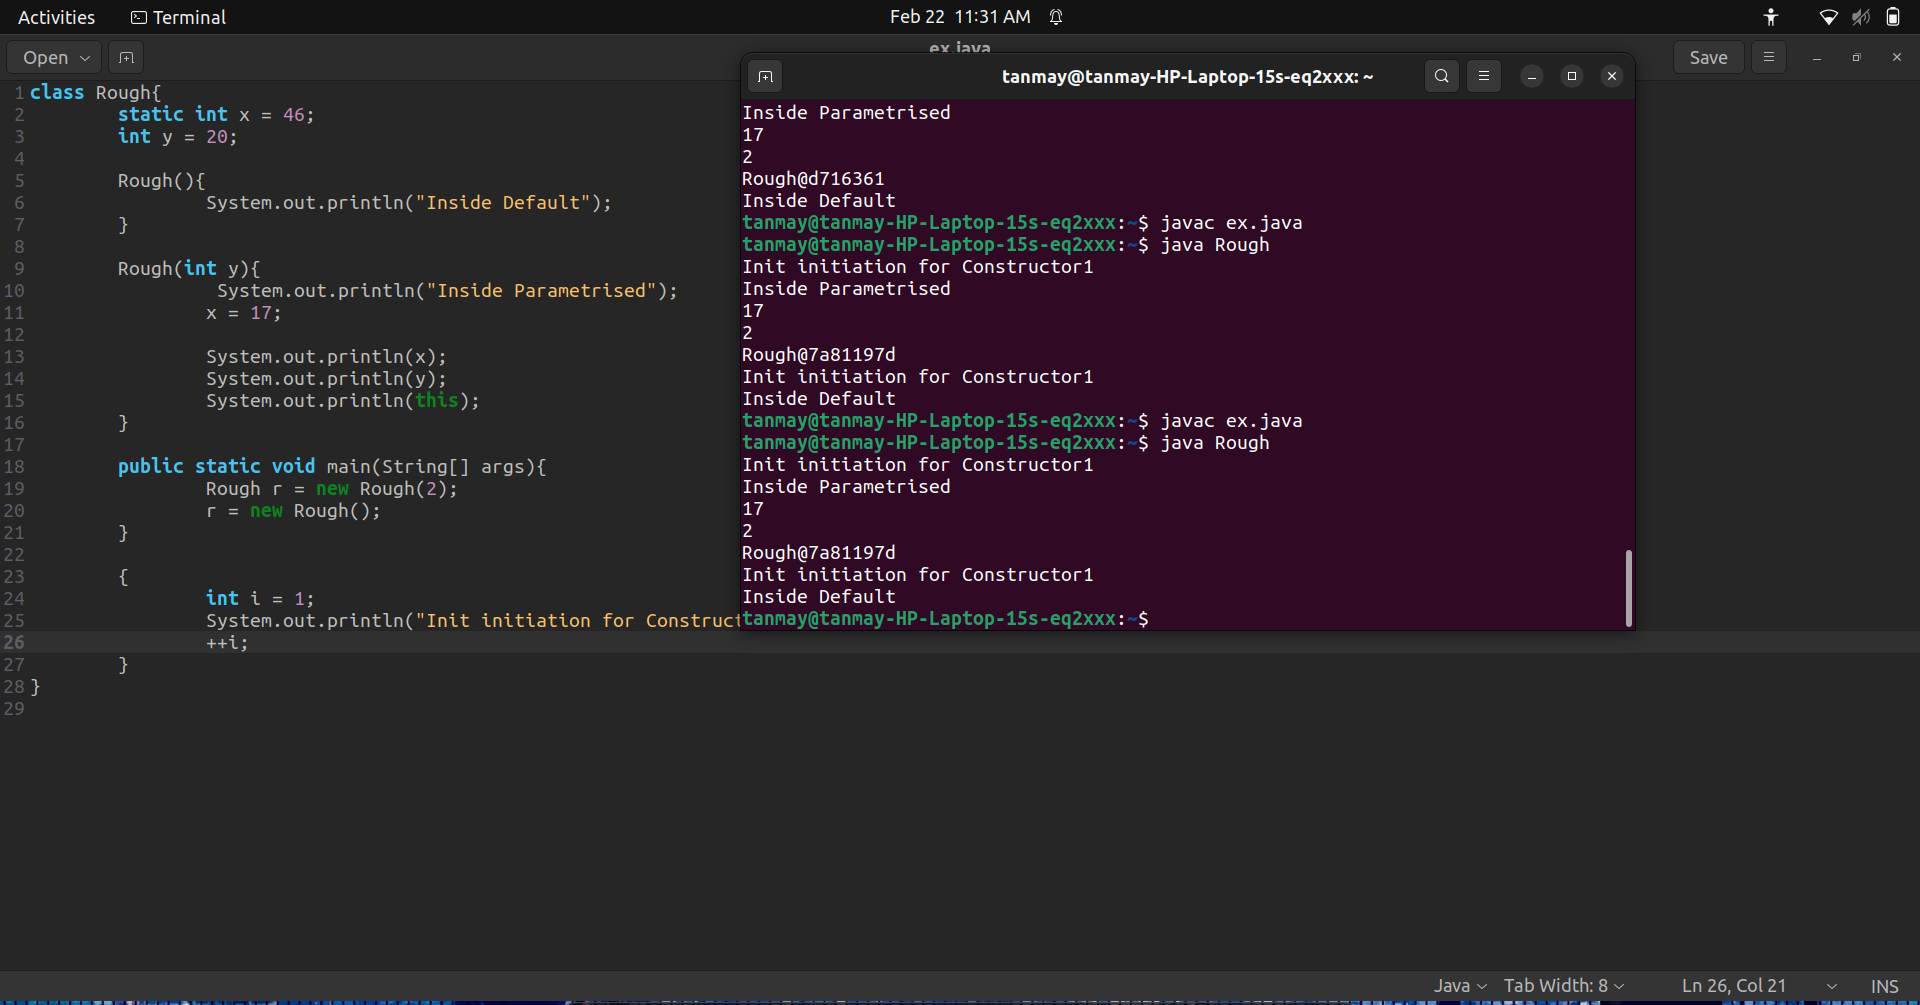 Activities Terminal Feb 22 11:31 AM
Open ex.java Save
1 class Rough{
2 static int x = 46;
3 int y = 20;
4
5 Rough(){
6 System.out.println("Inside Default");
7 }
8
9 Rough(int y){
10 System.out.println("Inside Parametrised");
11 x = 17;
12
13 System.out.println(x);
14 System.out.println(y);
15 System.out.println(this);
16 }
17
18 public static void main(String[] args){
19 Rough r = new Rough(2);
20 r = new Rough();
21 }
22
23 {
24 int i = 1;
25 System.out.println("Init initiation for Construct
26 ++i;
27 }
28 }
29
tanmay@tanmay-HP-Laptop-15s-eq2xxx: ~
Inside Parametrised
17
2
Rough@d716361
Inside Default
tanmay@tanmay-HP-Laptop-15s-eq2xxx:~$ javac ex.java
tanmay@tanmay-HP-Laptop-15s-eq2xxx:~$ java Rough
Init initiation for Constructor1
Inside Parametrised
17
2
Rough@7a81197d
Init initiation for Constructor1
Inside Default
tanmay@tanmay-HP-Laptop-15s-eq2xxx:~$ javac ex.java
tanmay@tanmay-HP-Laptop-15s-eq2xxx:~$ java Rough
Init initiation for Constructor1
Inside Parametrised
17
2
Rough@7a81197d
Init initiation for Constructor1
Inside Default
tanmay@tanmay-HP-Laptop-15s-eq2xxx:~$
Java Tab Width: 8 Ln 26, Col 21 INS